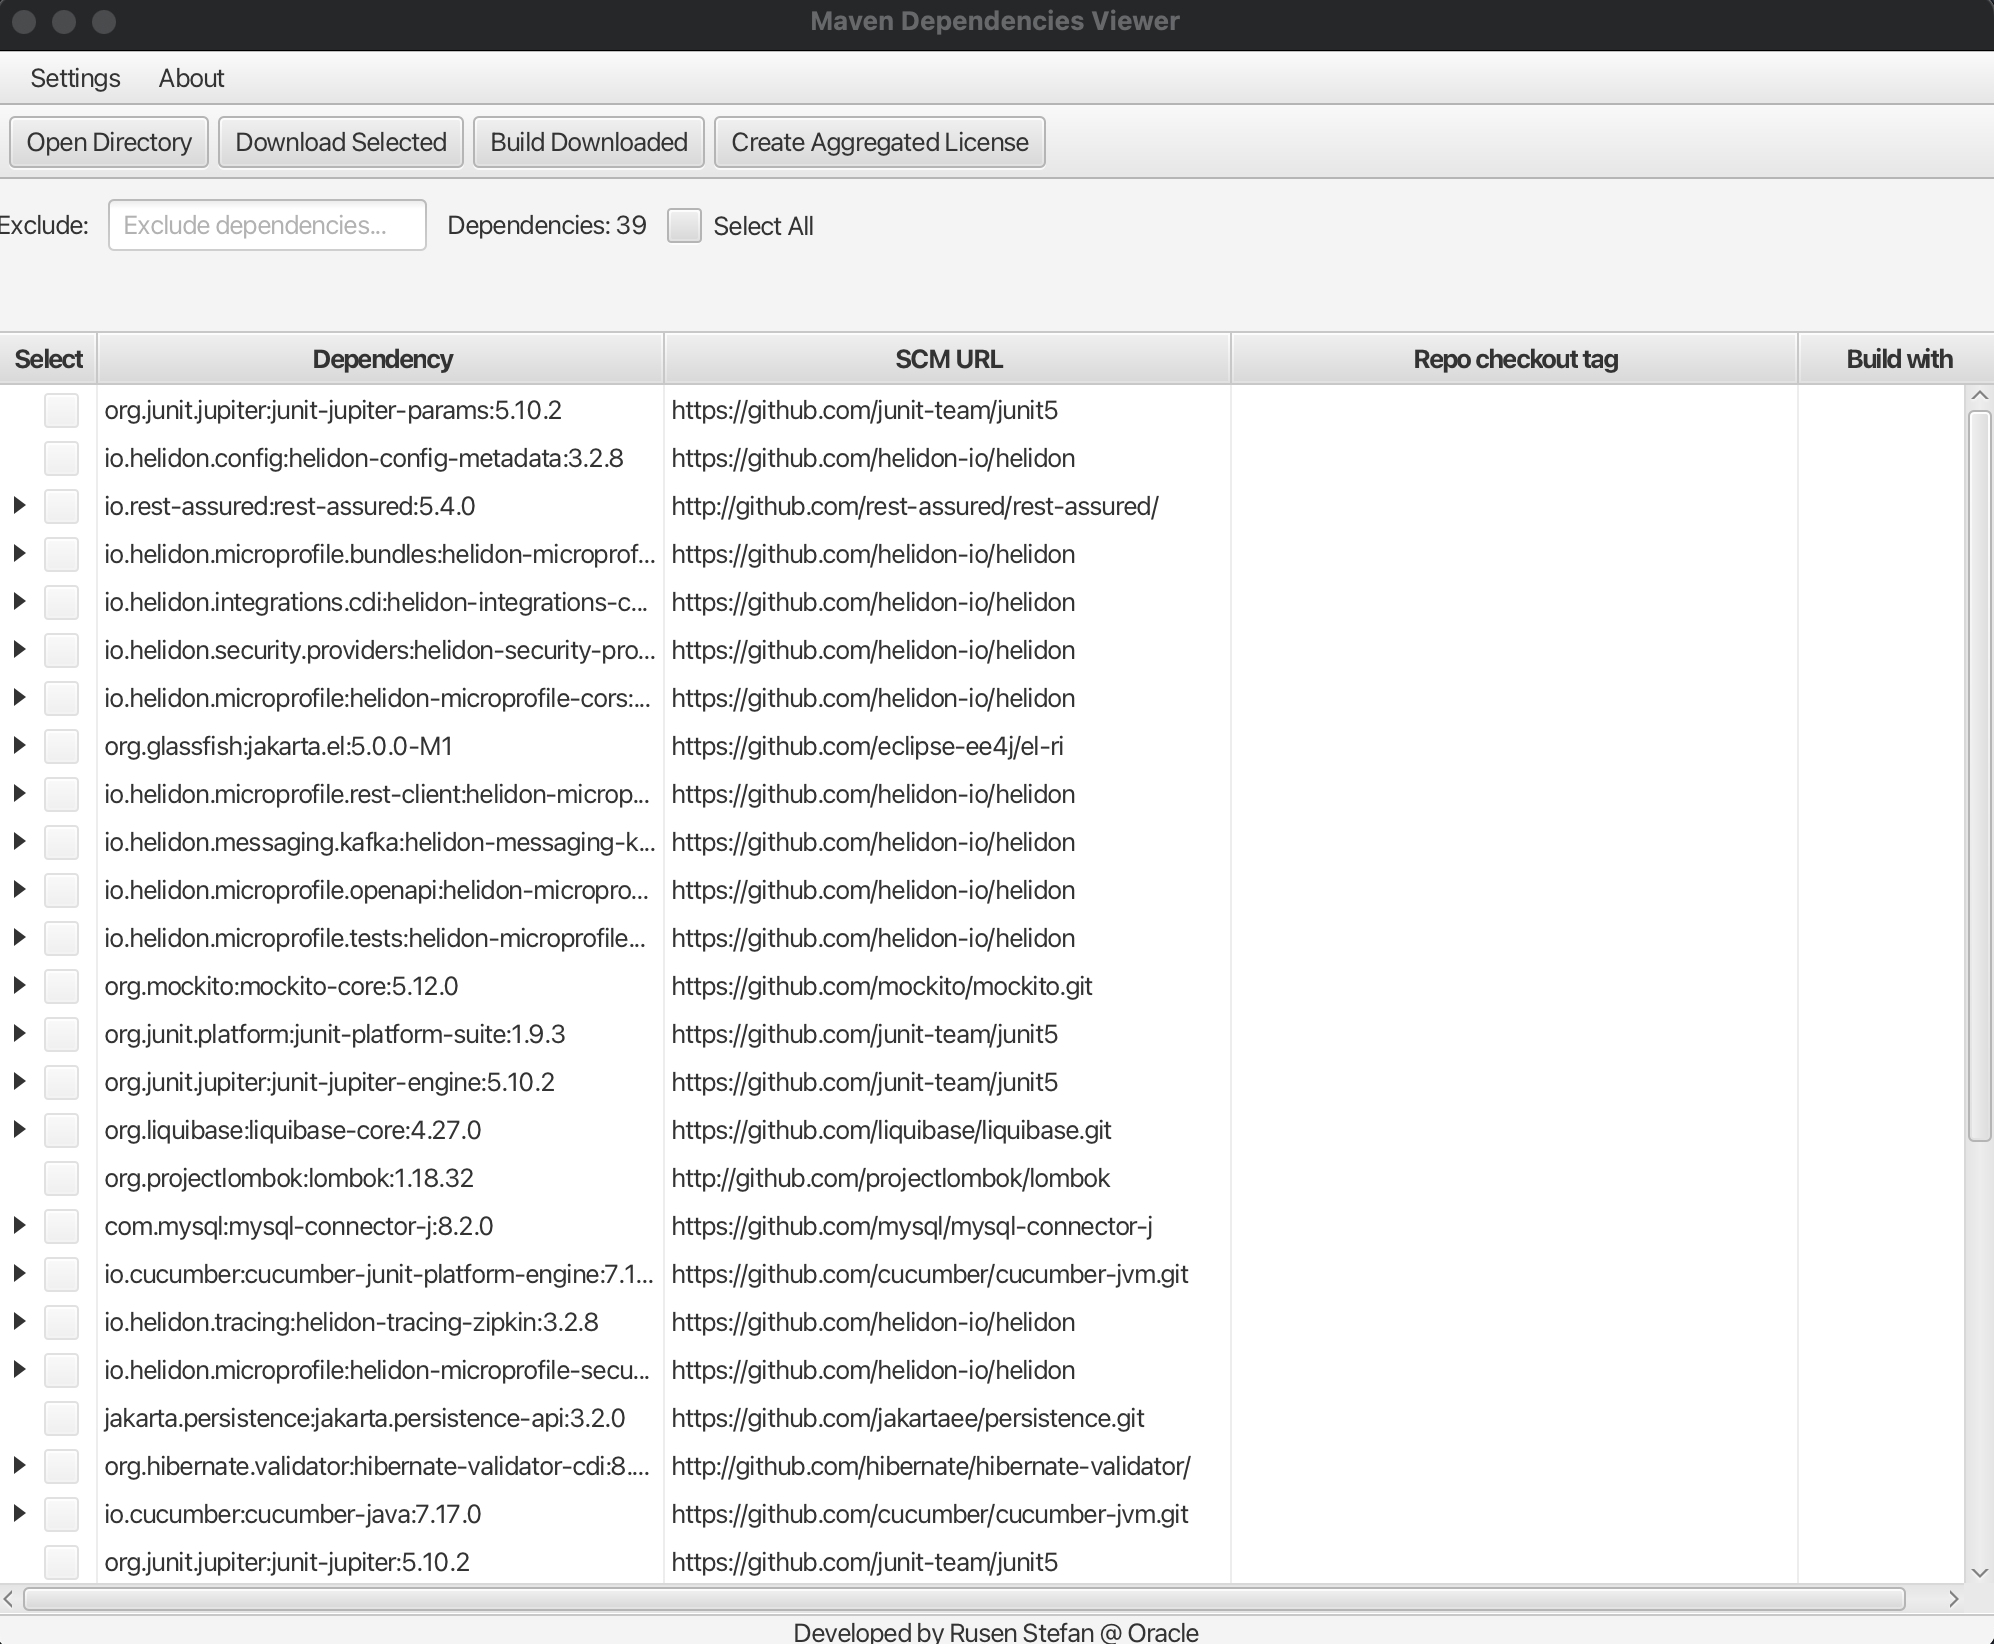 Maven Dependencies Viewer
Settings About
Open Directory Download Selected Build Downloaded Create Aggregated License
Exclude: Exclude dependencies... Dependencies: 39 Select All
Select Dependency SCM URL Repo checkout tag Build with
org.junit.jupiter:junit-jupiter-params:5.10.2 https://github.com/junit-team/junit5
io.helidon.config:helidon-config-metadata:3.2.8 https://github.com/helidon-io/helidon
io.rest-assured:rest-assured:5.4.0 http://github.com/rest-assured/rest-assured/
io.helidon.microprofile.bundles:helidon-microprof... https://github.com/helidon-io/helidon
io.helidon.integrations.cdi:helidon-integrations-c... https://github.com/helidon-io/helidon
io.helidon.security.providers:helidon-security-pro... https://github.com/helidon-io/helidon
io.helidon.microprofile:helidon-microprofile-cors:... https://github.com/helidon-io/helidon
org.glassfish:jakarta.el:5.0.0-M1 https://github.com/eclipse-ee4j/el-ri
io.helidon.microprofile.rest-client:helidon-microp... https://github.com/helidon-io/helidon
io.helidon.messaging.kafka:helidon-messaging-k... https://github.com/helidon-io/helidon
io.helidon.microprofile.openapi:helidon-micropro... https://github.com/helidon-io/helidon
io.helidon.microprofile.tests:helidon-microprofile... https://github.com/helidon-io/helidon
org.mockito:mockito-core:5.12.0 https://github.com/mockito/mockito.git
org.junit.platform:junit-platform-suite:1.9.3 https://github.com/junit-team/junit5
org.junit.jupiter:junit-jupiter-engine:5.10.2 https://github.com/junit-team/junit5
org.liquibase:liquibase-core:4.27.0 https://github.com/liquibase/liquibase.git
org.projectlombok:lombok:1.18.32 http://github.com/projectlombok/lombok
com.mysql:mysql-connector-j:8.2.0 https://github.com/mysql/mysql-connector-j
io.cucumber:cucumber-junit-platform-engine:7.1... https://github.com/cucumber/cucumber-jvm.git
io.helidon.tracing:helidon-tracing-zipkin:3.2.8 https://github.com/helidon-io/helidon
io.helidon.microprofile:helidon-microprofile-secu... https://github.com/helidon-io/helidon
jakarta.persistence:jakarta.persistence-api:3.2.0 https://github.com/jakartaee/persistence.git
org.hibernate.validator:hibernate-validator-cdi:8.... http://github.com/hibernate/hibernate-validator/
io.cucumber:cucumber-java:7.17.0 https://github.com/cucumber/cucumber-jvm.git
org.junit.jupiter:junit-jupiter:5.10.2 https://github.com/junit-team/junit5
Developed by Rusen Stefan @ Oracle